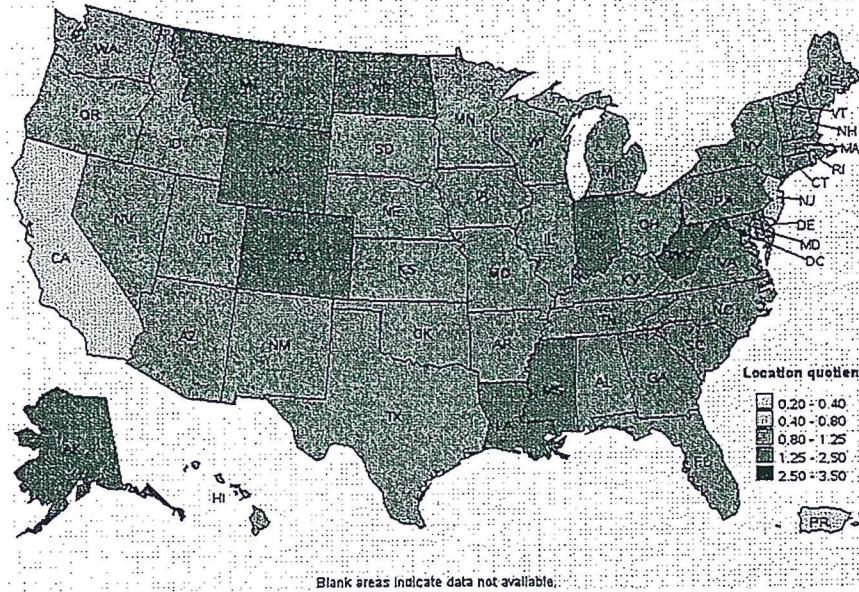 WA
MT
ND
MN
ME
VT
NH
MA
RI
CT
NJ
DE
MD
DC
OR
ID
SD
WI
MI
NY
WY
IA
PA
NE
NV
UT
IL
IN
OH
CA
KS
MO
KY
VA
NC
TN
SC
AZ
NM
OK
AR
AL
GA
TX
LA
FL
AK
HI
PR
Location quotien
0.20 - 0.40
0.40 - 0.80
0.80 - 1.25
1.25 - 2.50
2.50 - 3.50
Blank areas indicate data not available.